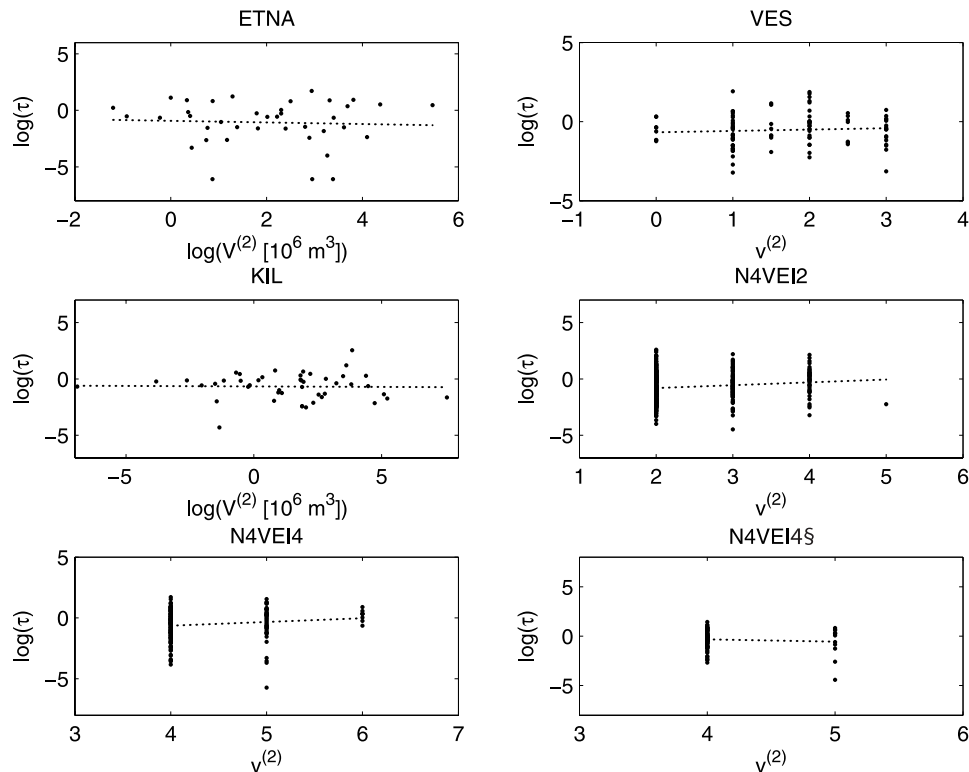 ETNA
5
0
−5
log(τ)
−2 0 2 4 6
log(V(2) [10^6 m^3])
VES
5
0
−5
log(τ)
−1 0 1 2 3 4
v(2)
KIL
5
0
−5
log(τ)
−5 0 5
log(V(2) [10^6 m^3])
N4VEI2
5
0
−5
log(τ)
1 2 3 4 5 6
v(2)
N4VEI4
5
0
−5
log(τ)
3 4 5 6 7
v(2)
N4VEI4§
5
0
−5
log(τ)
3 4 5 6
v(2)